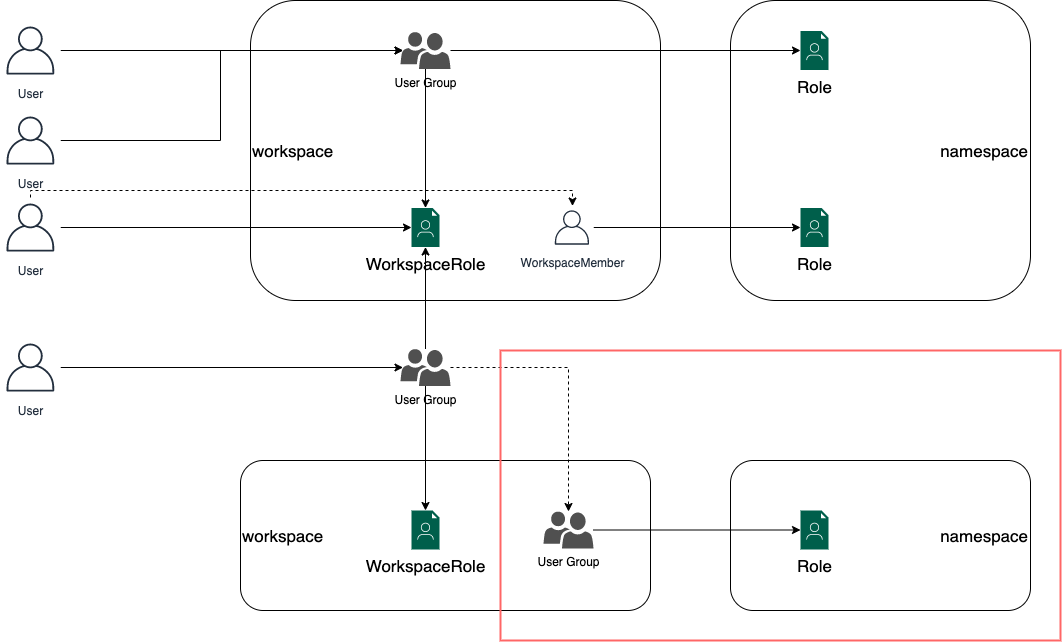 User
User Group
Role
workspace
namespace
User
User
WorkspaceRole
WorkspaceMember
Role
User
User Group
workspace
WorkspaceRole
User Group
Role
namespace